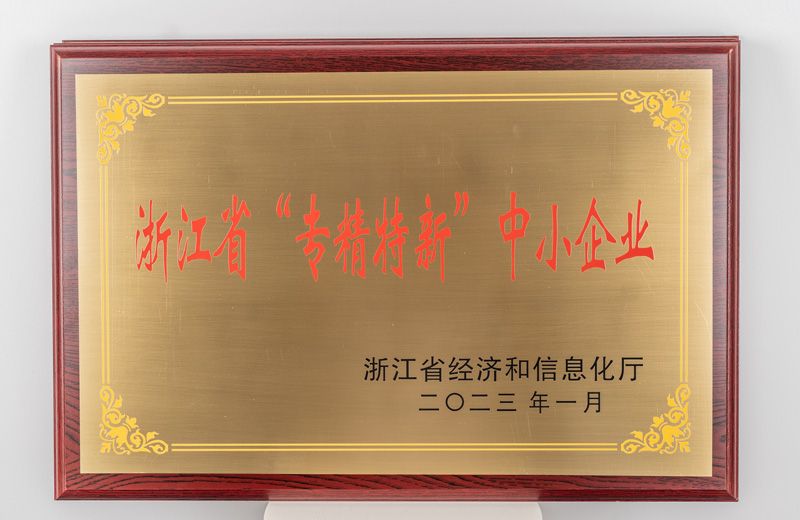 浙江省“专精特新”中小企业
浙江省经济和信息化厅
二〇二三 年一月